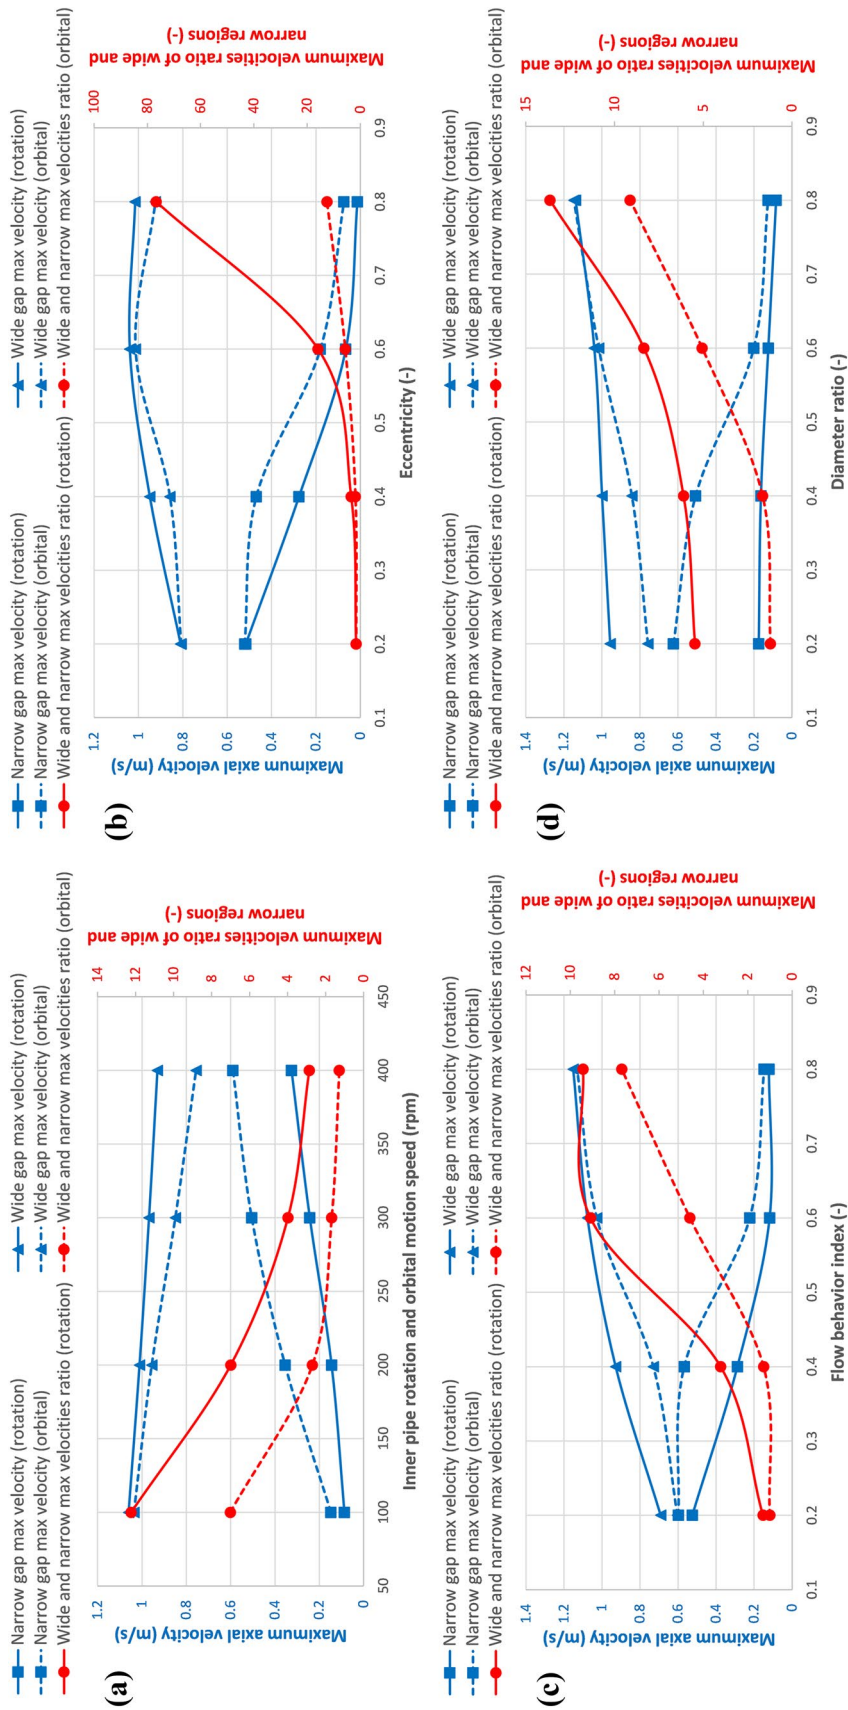 Narrow gap max velocity (rotation)
Wide gap max velocity (rotation)
Narrow gap max velocity (orbital)
Wide gap max velocity (orbital)
Wide and narrow max velocities ratio (rotation)
Wide and narrow max velocities ratio (orbital)
(a)
Maximum axial velocity (m/s)
1.2
1
0.8
0.6
0.4
0.2
0
14
12
10
8
6
4
2
0
Maximum velocities ratio of wide and
narrow regions (-)
50
100
150
200
250
300
350
400
450
Inner pipe rotation and orbital motion speed (rpm)
Narrow gap max velocity (rotation)
Wide gap max velocity (rotation)
Narrow gap max velocity (orbital)
Wide gap max velocity (orbital)
Wide and narrow max velocities ratio (rotation)
Wide and narrow max velocities ratio (orbital)
(b)
Maximum axial velocity (m/s)
1.2
1
0.8
0.6
0.4
0.2
0
100
80
60
40
20
0
Maximum velocities ratio of wide and
narrow regions (-)
0.1
0.2
0.3
0.4
0.5
0.6
0.7
0.8
0.9
Eccentricity (-)
Narrow gap max velocity (rotation)
Wide gap max velocity (rotation)
Narrow gap max velocity (orbital)
Wide gap max velocity (orbital)
Wide and narrow max velocities ratio (rotation)
Wide and narrow max velocities ratio (orbital)
(c)
Maximum axial velocity (m/s)
1.4
1.2
1
0.8
0.6
0.4
0.2
0
12
10
8
6
4
2
0
Maximum velocities ratio of wide and
narrow regions (-)
0.1
0.2
0.3
0.4
0.5
0.6
0.7
0.8
0.9
Flow behavior index (-)
Narrow gap max velocity (rotation)
Wide gap max velocity (rotation)
Narrow gap max velocity (orbital)
Wide gap max velocity (orbital)
Wide and narrow max velocities ratio (rotation)
Wide and narrow max velocities ratio (orbital)
(d)
Maximum axial velocity (m/s)
1.4
1.2
1
0.8
0.6
0.4
0.2
0
15
10
5
0
Maximum velocities ratio of wide and
narrow regions (-)
0.1
0.2
0.3
0.4
0.5
0.6
0.7
0.8
0.9
Diameter ratio (-)